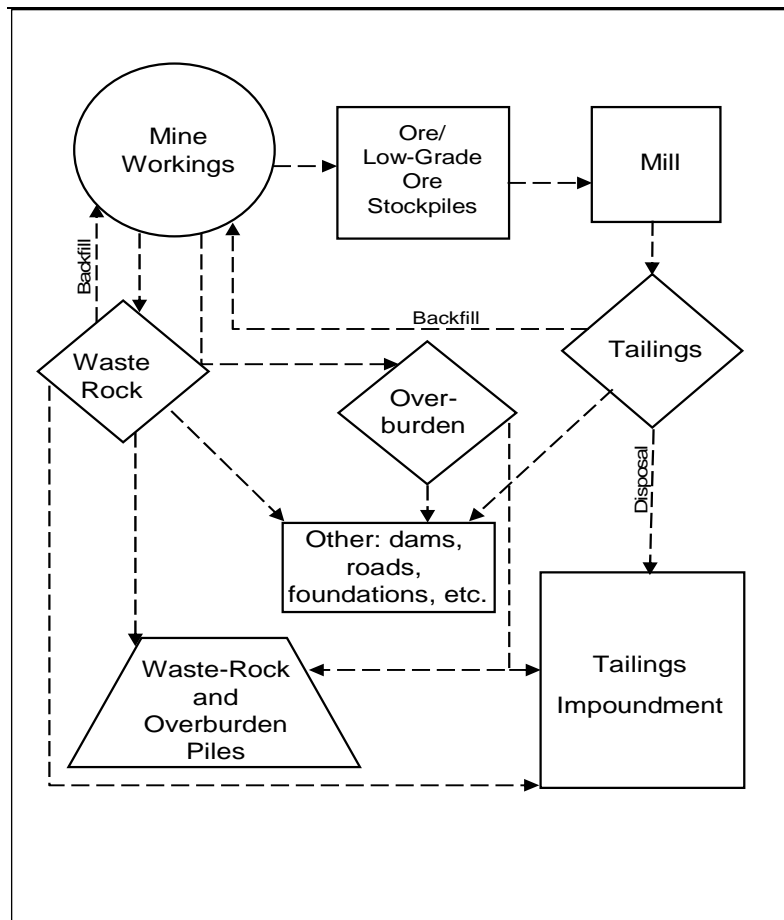 Mine
Workings
Ore/
Low-Grade
Ore
Stockpiles
Mill
Backfill
Backfill
Waste
Rock
Over-
burden
Tailings
Disposal
Other: dams,
roads,
foundations, etc.
Waste-Rock
and
Overburden
Piles
Tailings
Impoundment